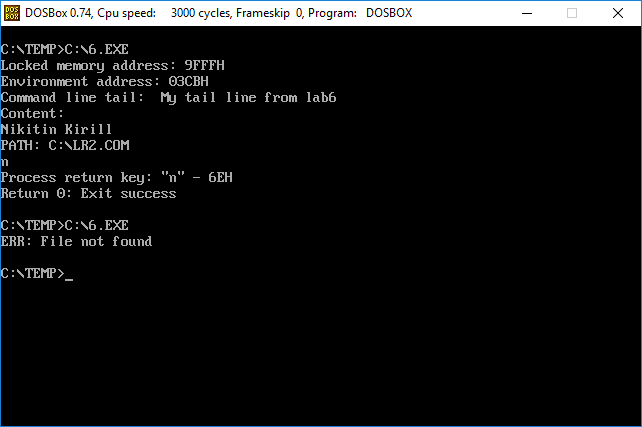 DOS
BOX
DOSBox 0.74, Cpu speed: 3000 cycles, Frameskip 0, Program: DOSBOX
C:\TEMP>C:\6.EXE
Locked memory address: 9FFFH
Environment address: 03CBH
Command line tail:  My tail line from lab6
Content:
Nikitin Kirill
PATH: C:\LR2.COM
n
Process return key: "n" - 6EH
Return 0: Exit success
C:\TEMP>C:\6.EXE
ERR: File not found
C:\TEMP>_